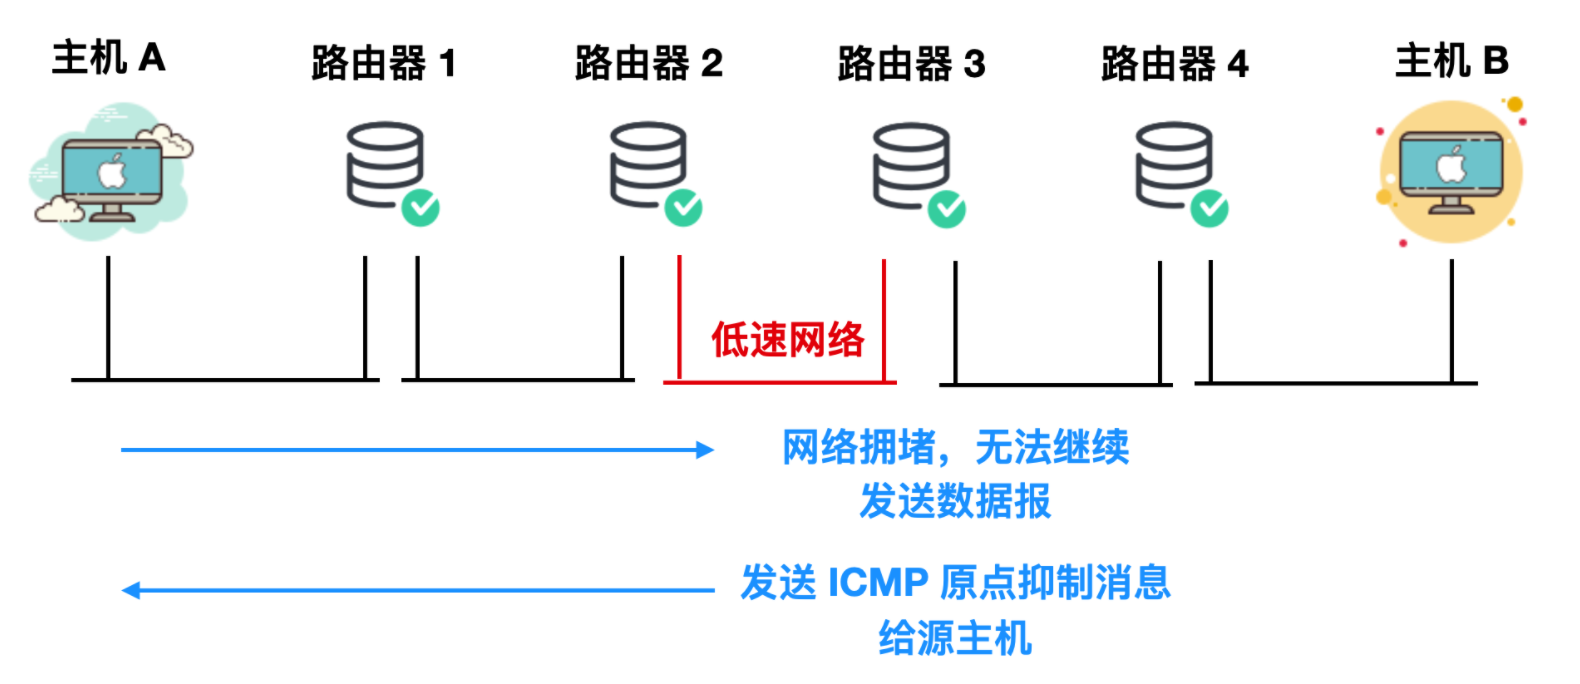 主机 A
路由器 1
路由器 2
路由器 3
路由器 4
主机 B
低速网络
网络拥堵，无法继续
发送数据报
发送 ICMP 原点抑制消息
给源主机